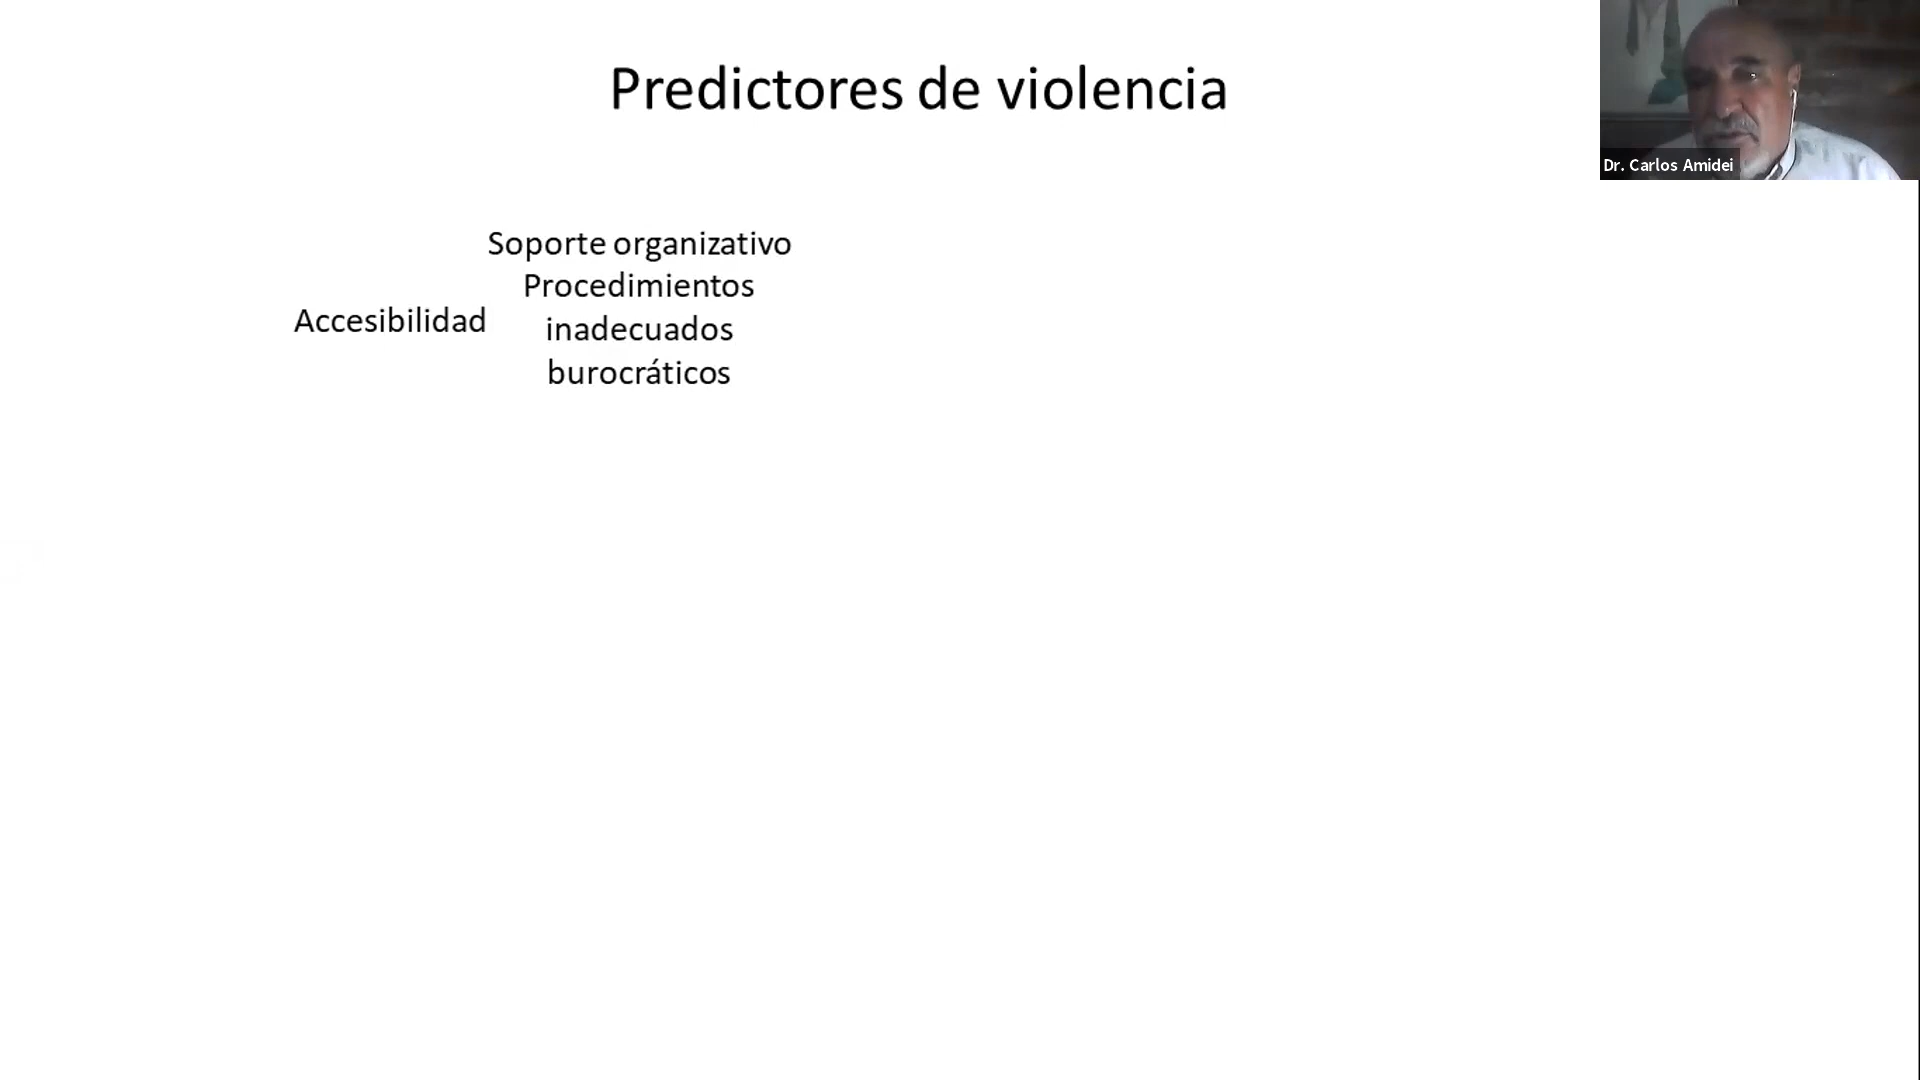 Predictores de violencia
Dr. Carlos Amidei
Accesibilidad
Soporte organizativo
Procedimientos
inadecuados
burocráticos